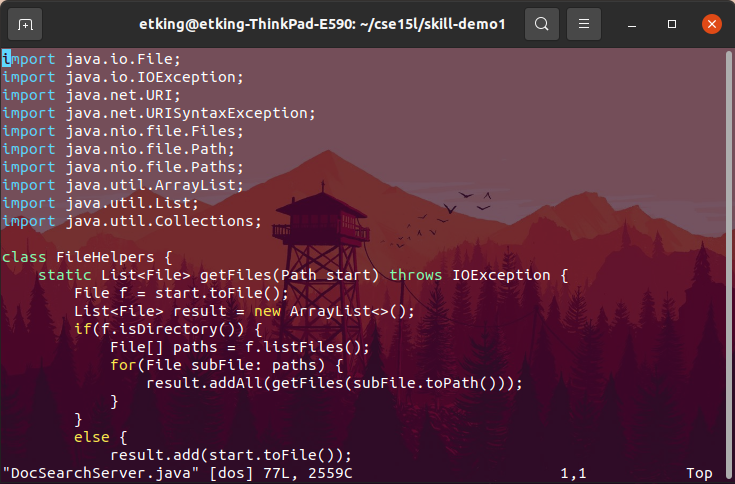 etking@etking-ThinkPad-E590: ~/cse15l/skill-demo1
import java.io.File;
import java.io.IOException;
import java.net.URI;
import java.net.URISyntaxException;
import java.nio.file.Files;
import java.nio.file.Path;
import java.nio.file.Paths;
import java.util.ArrayList;
import java.util.List;
import java.util.Collections;

class FileHelpers {
    static List<File> getFiles(Path start) throws IOException {
        File f = start.toFile();
        List<File> result = new ArrayList<>();
        if(f.isDirectory()) {
            File[] paths = f.listFiles();
            for(File subFile: paths) {
                result.addAll(getFiles(subFile.toPath()));
            }
        }
        else {
            result.add(start.toFile());
"DocSearchServer.java" [dos] 77L, 2559C 1,1 Top